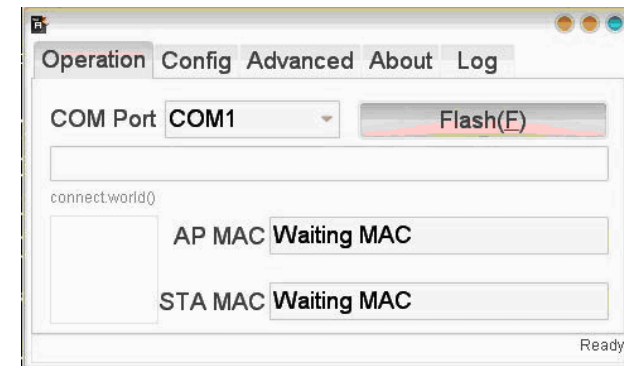 Operation Config Advanced About Log
COM Port COM1 Flash(F)
connect.world()
AP MAC Waiting MAC
STA MAC Waiting MAC
Ready